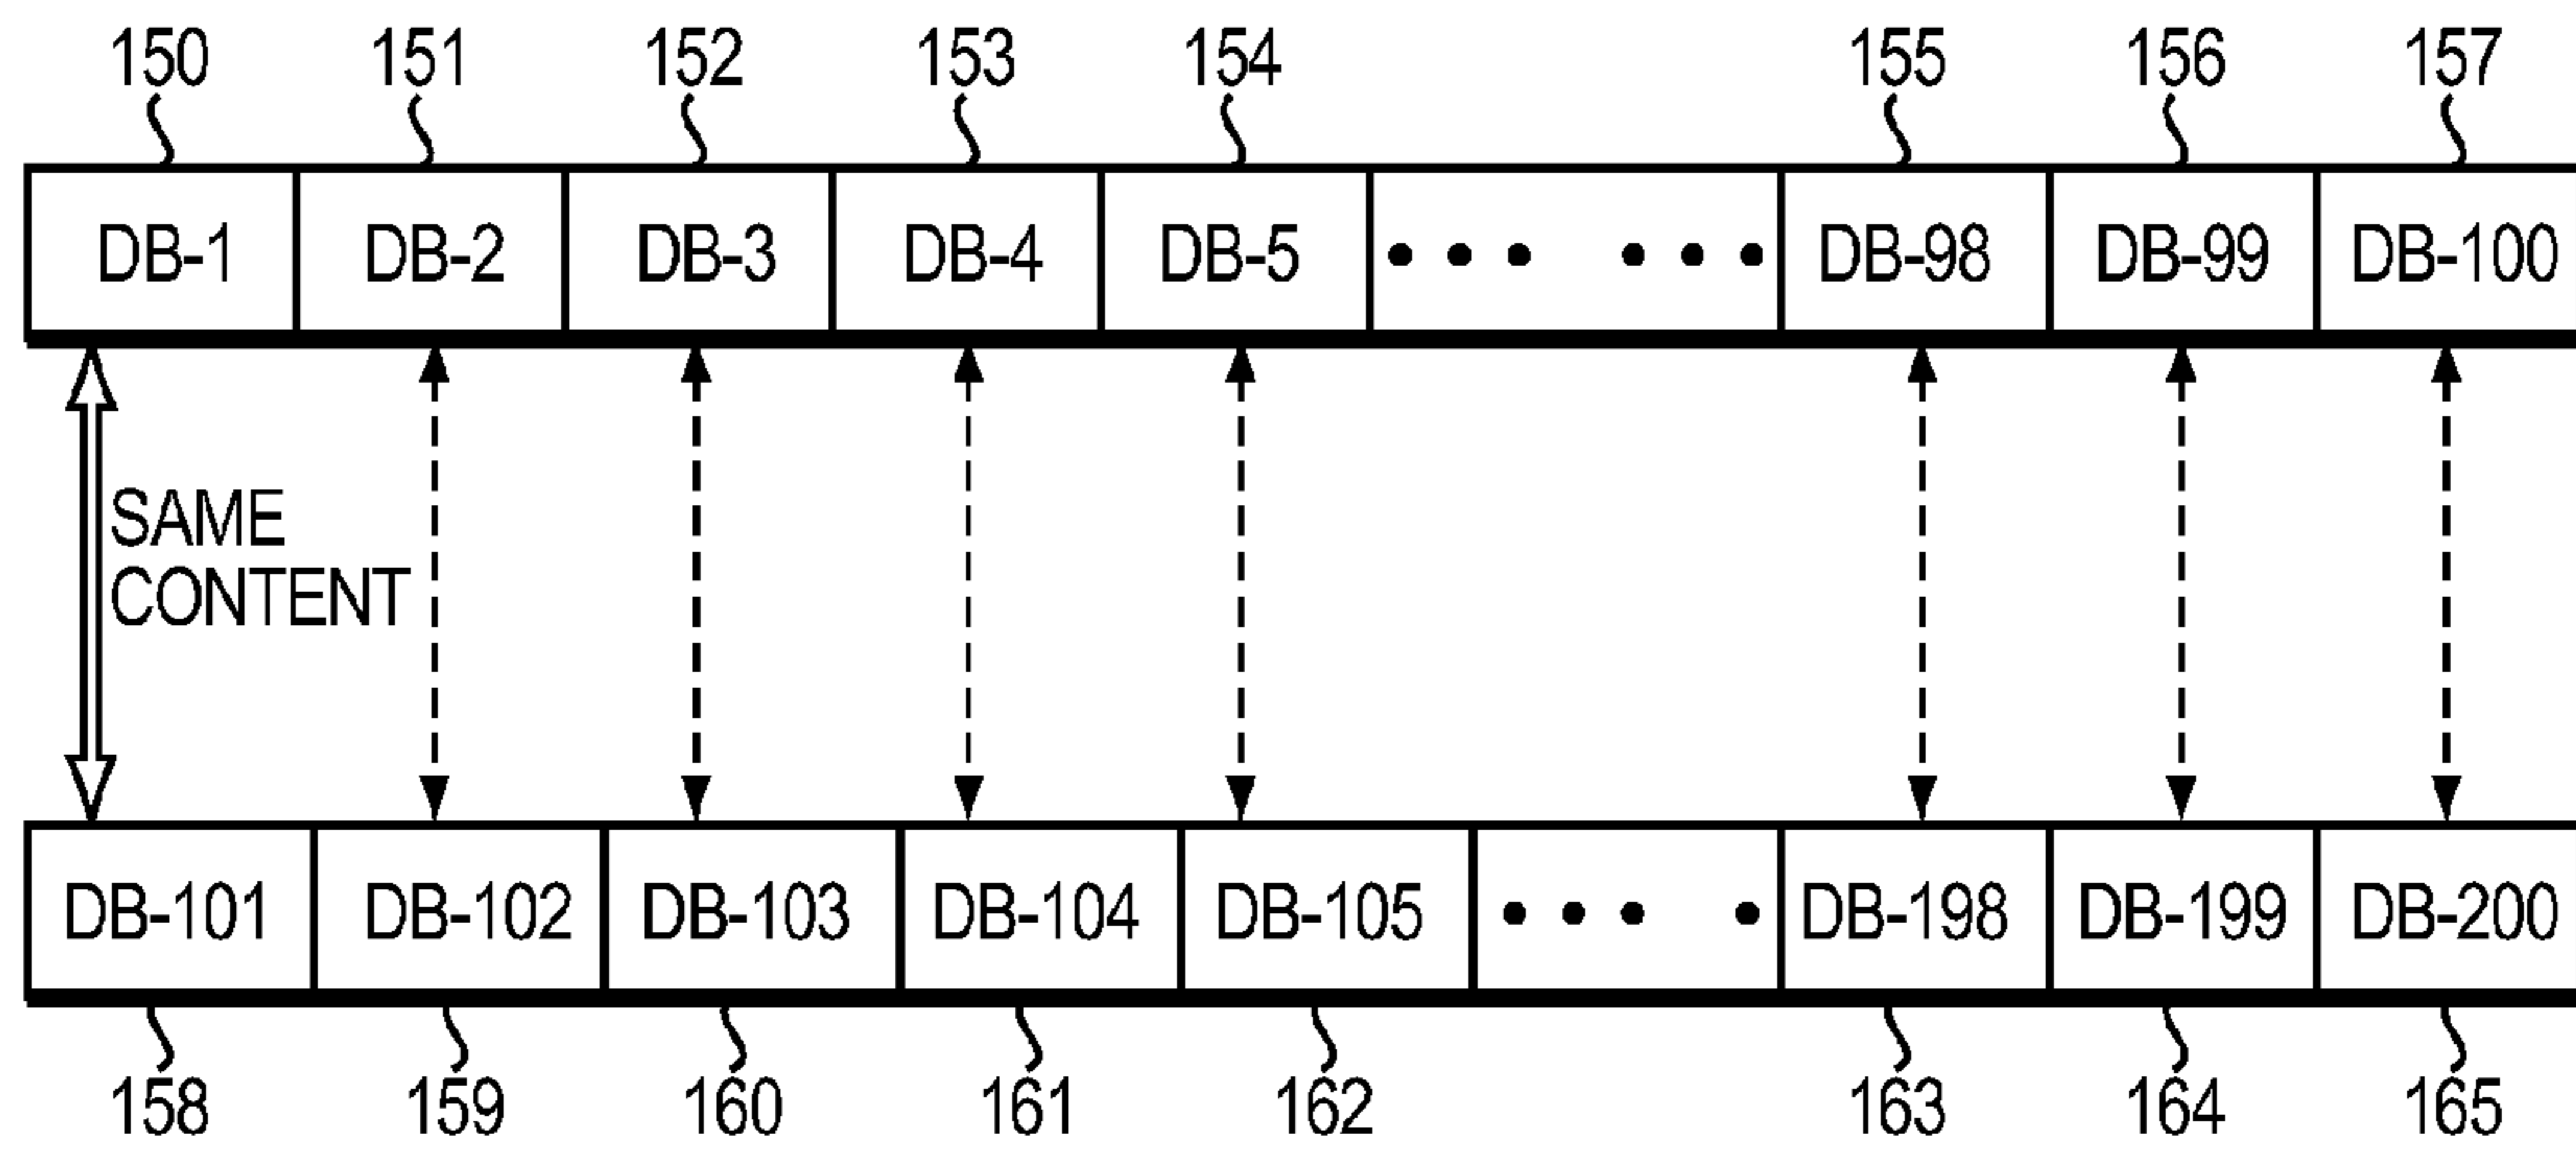 150 151 152 153 154 155 156 157
DB-1 DB-2 DB-3 DB-4 DB-5 • • • • • • DB-98 DB-99 DB-100
SAME
CONTENT
DB-101 DB-102 DB-103 DB-104 DB-105 • • • • DB-198 DB-199 DB-200
158 159 160 161 162 163 164 165